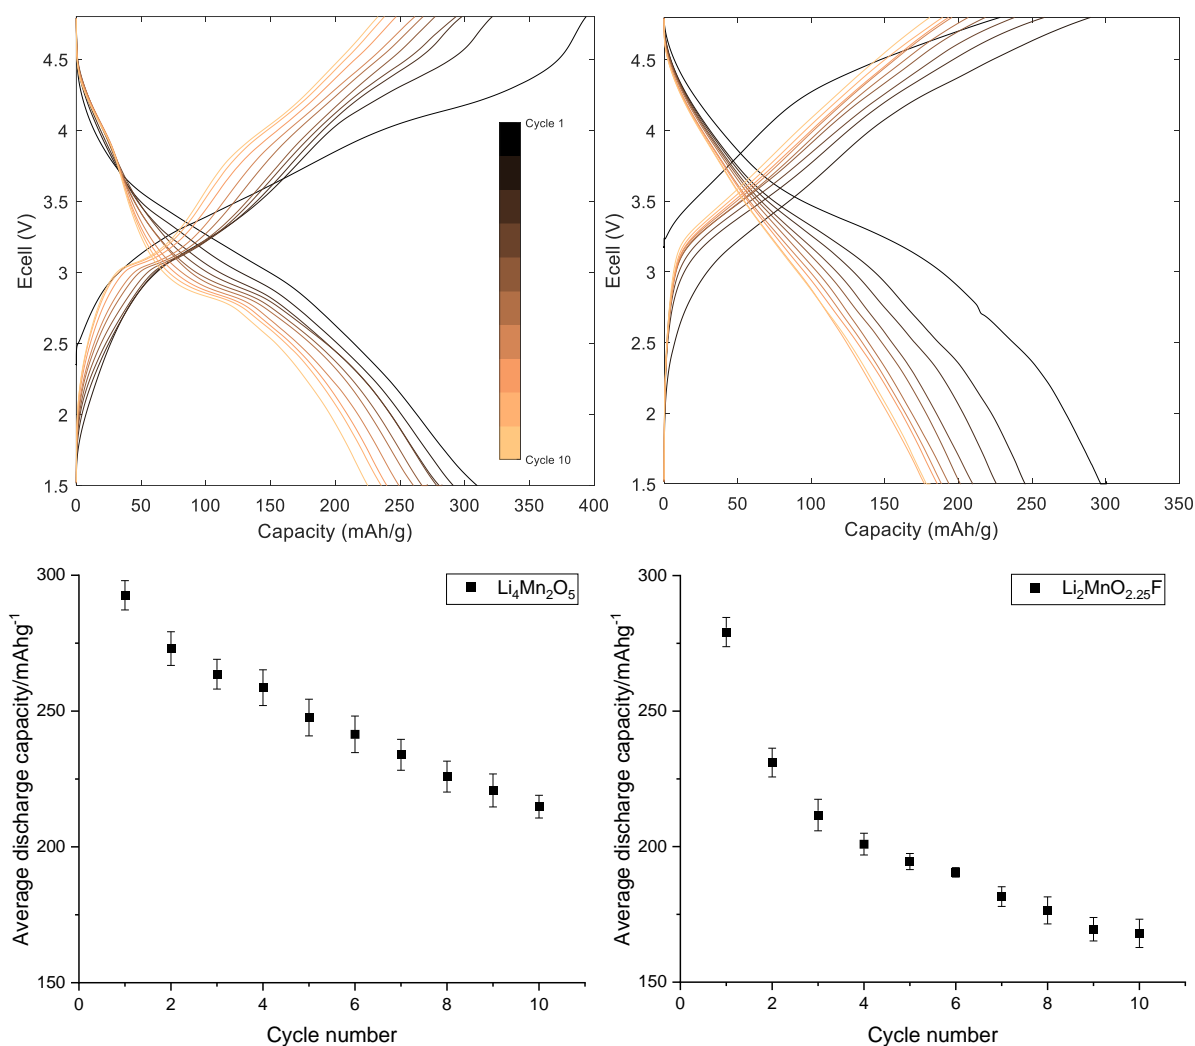 4.5
4
3.5
3
2.5
2
1.5
Ecell (V)
0 50 100 150 200 250 300 350 400
Capacity (mAh/g)
Cycle 1
Cycle 10
4.5
4
3.5
3
2.5
2
1.5
Ecell (V)
0 50 100 150 200 250 300 350
Capacity (mAh/g)
300
250
200
150
Average discharge capacity/mAhg⁻¹
Li₄Mn₂O₅
0 2 4 6 8 10
Cycle number
300
250
200
150
Average discharge capacity/mAhg⁻¹
Li₂MnO₂.₂₅F
0 2 4 6 8 10
Cycle number